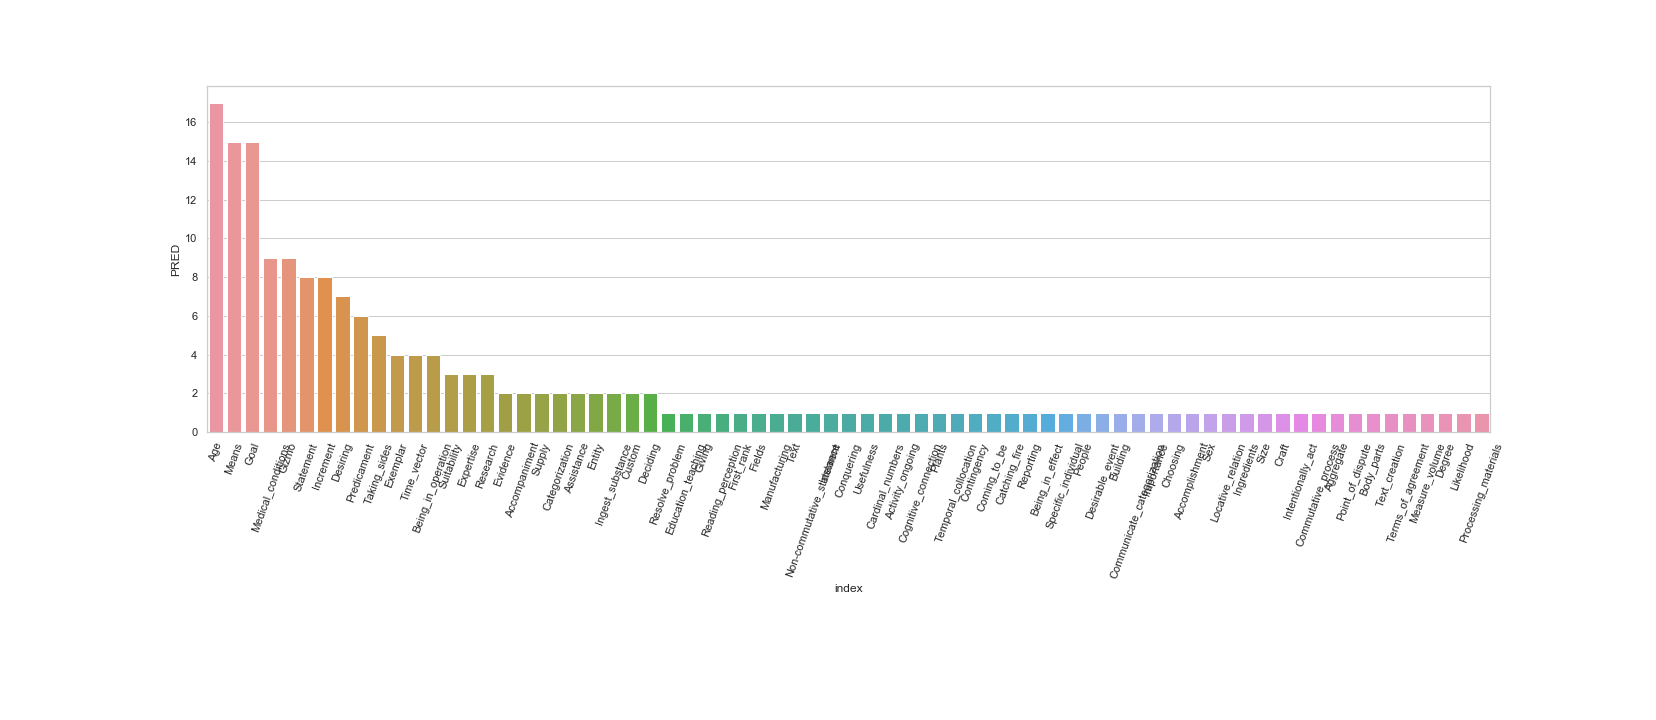 16
14
12
10
8
6
4
2
0
PRED
Age
Means
Goal
Medical_conditions
Gizmo
Statement
Increment
Desiring
Predicament
Taking_sides
Exemplar
Time_vector
Being_in_operation
Suitability
Expertise
Research
Evidence
Accompaniment
Supply
Categorization
Assistance
Entity
Ingest_substance
Custom
Deciding
Resolve_problem
Education_teaching
Giving
Reading_perception
First_rank
Fields
Manufacturing
Text
Non-commutative_statement
Conquering
Usefulness
Cardinal_numbers
Activity_ongoing
Cognitive_connection
Plants
Temporal_collocation
Contingency
Coming_to_be
Catching_fire
Reporting
Being_in_effect
Specific_individual
People
Desirable_event
Building
Communicate_categorization
Importance
Choosing
Accomplishment
Sex
Locative_relation
Ingredients
Size
Craft
Intentionally_act
Commutative_process
Aggregate
Point_of_dispute
Body_parts
Text_creation
Terms_of_agreement
Measure_volume
Degree
Likelihood
Processing_materials
index